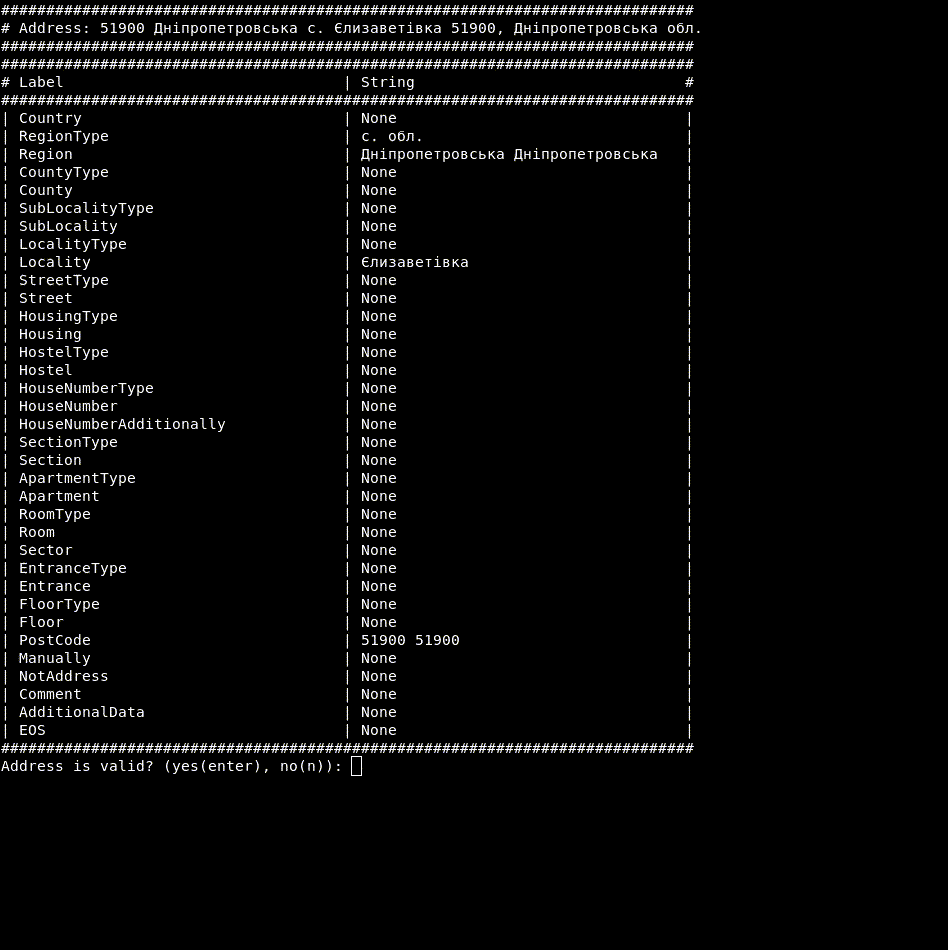 #############################################################################
# Address: 51900 Дніпропетровська с. Єлизаветівка 51900, Дніпропетровська обл.
#############################################################################
#############################################################################
# Label                               | String                              #
#############################################################################
| Country                             | None                                |
| RegionType                          | с. обл.                             |
| Region                              | Дніпропетровська Дніпропетровська   |
| CountyType                          | None                                |
| County                              | None                                |
| SubLocalityType                     | None                                |
| SubLocality                         | None                                |
| LocalityType                        | None                                |
| Locality                            | Єлизаветівка                        |
| StreetType                          | None                                |
| Street                              | None                                |
| HousingType                         | None                                |
| Housing                             | None                                |
| HostelType                          | None                                |
| Hostel                              | None                                |
| HouseNumberType                     | None                                |
| HouseNumber                         | None                                |
| HouseNumberAdditionally             | None                                |
| SectionType                         | None                                |
| Section                             | None                                |
| ApartmentType                       | None                                |
| Apartment                           | None                                |
| RoomType                            | None                                |
| Room                                | None                                |
| Sector                              | None                                |
| EntranceType                        | None                                |
| Entrance                            | None                                |
| FloorType                           | None                                |
| Floor                               | None                                |
| PostCode                            | 51900 51900                         |
| Manually                            | None                                |
| NotAddress                          | None                                |
| Comment                             | None                                |
| AdditionalData                      | None                                |
| EOS                                 | None                                |
#############################################################################
Address is valid? (yes(enter), no(n)):